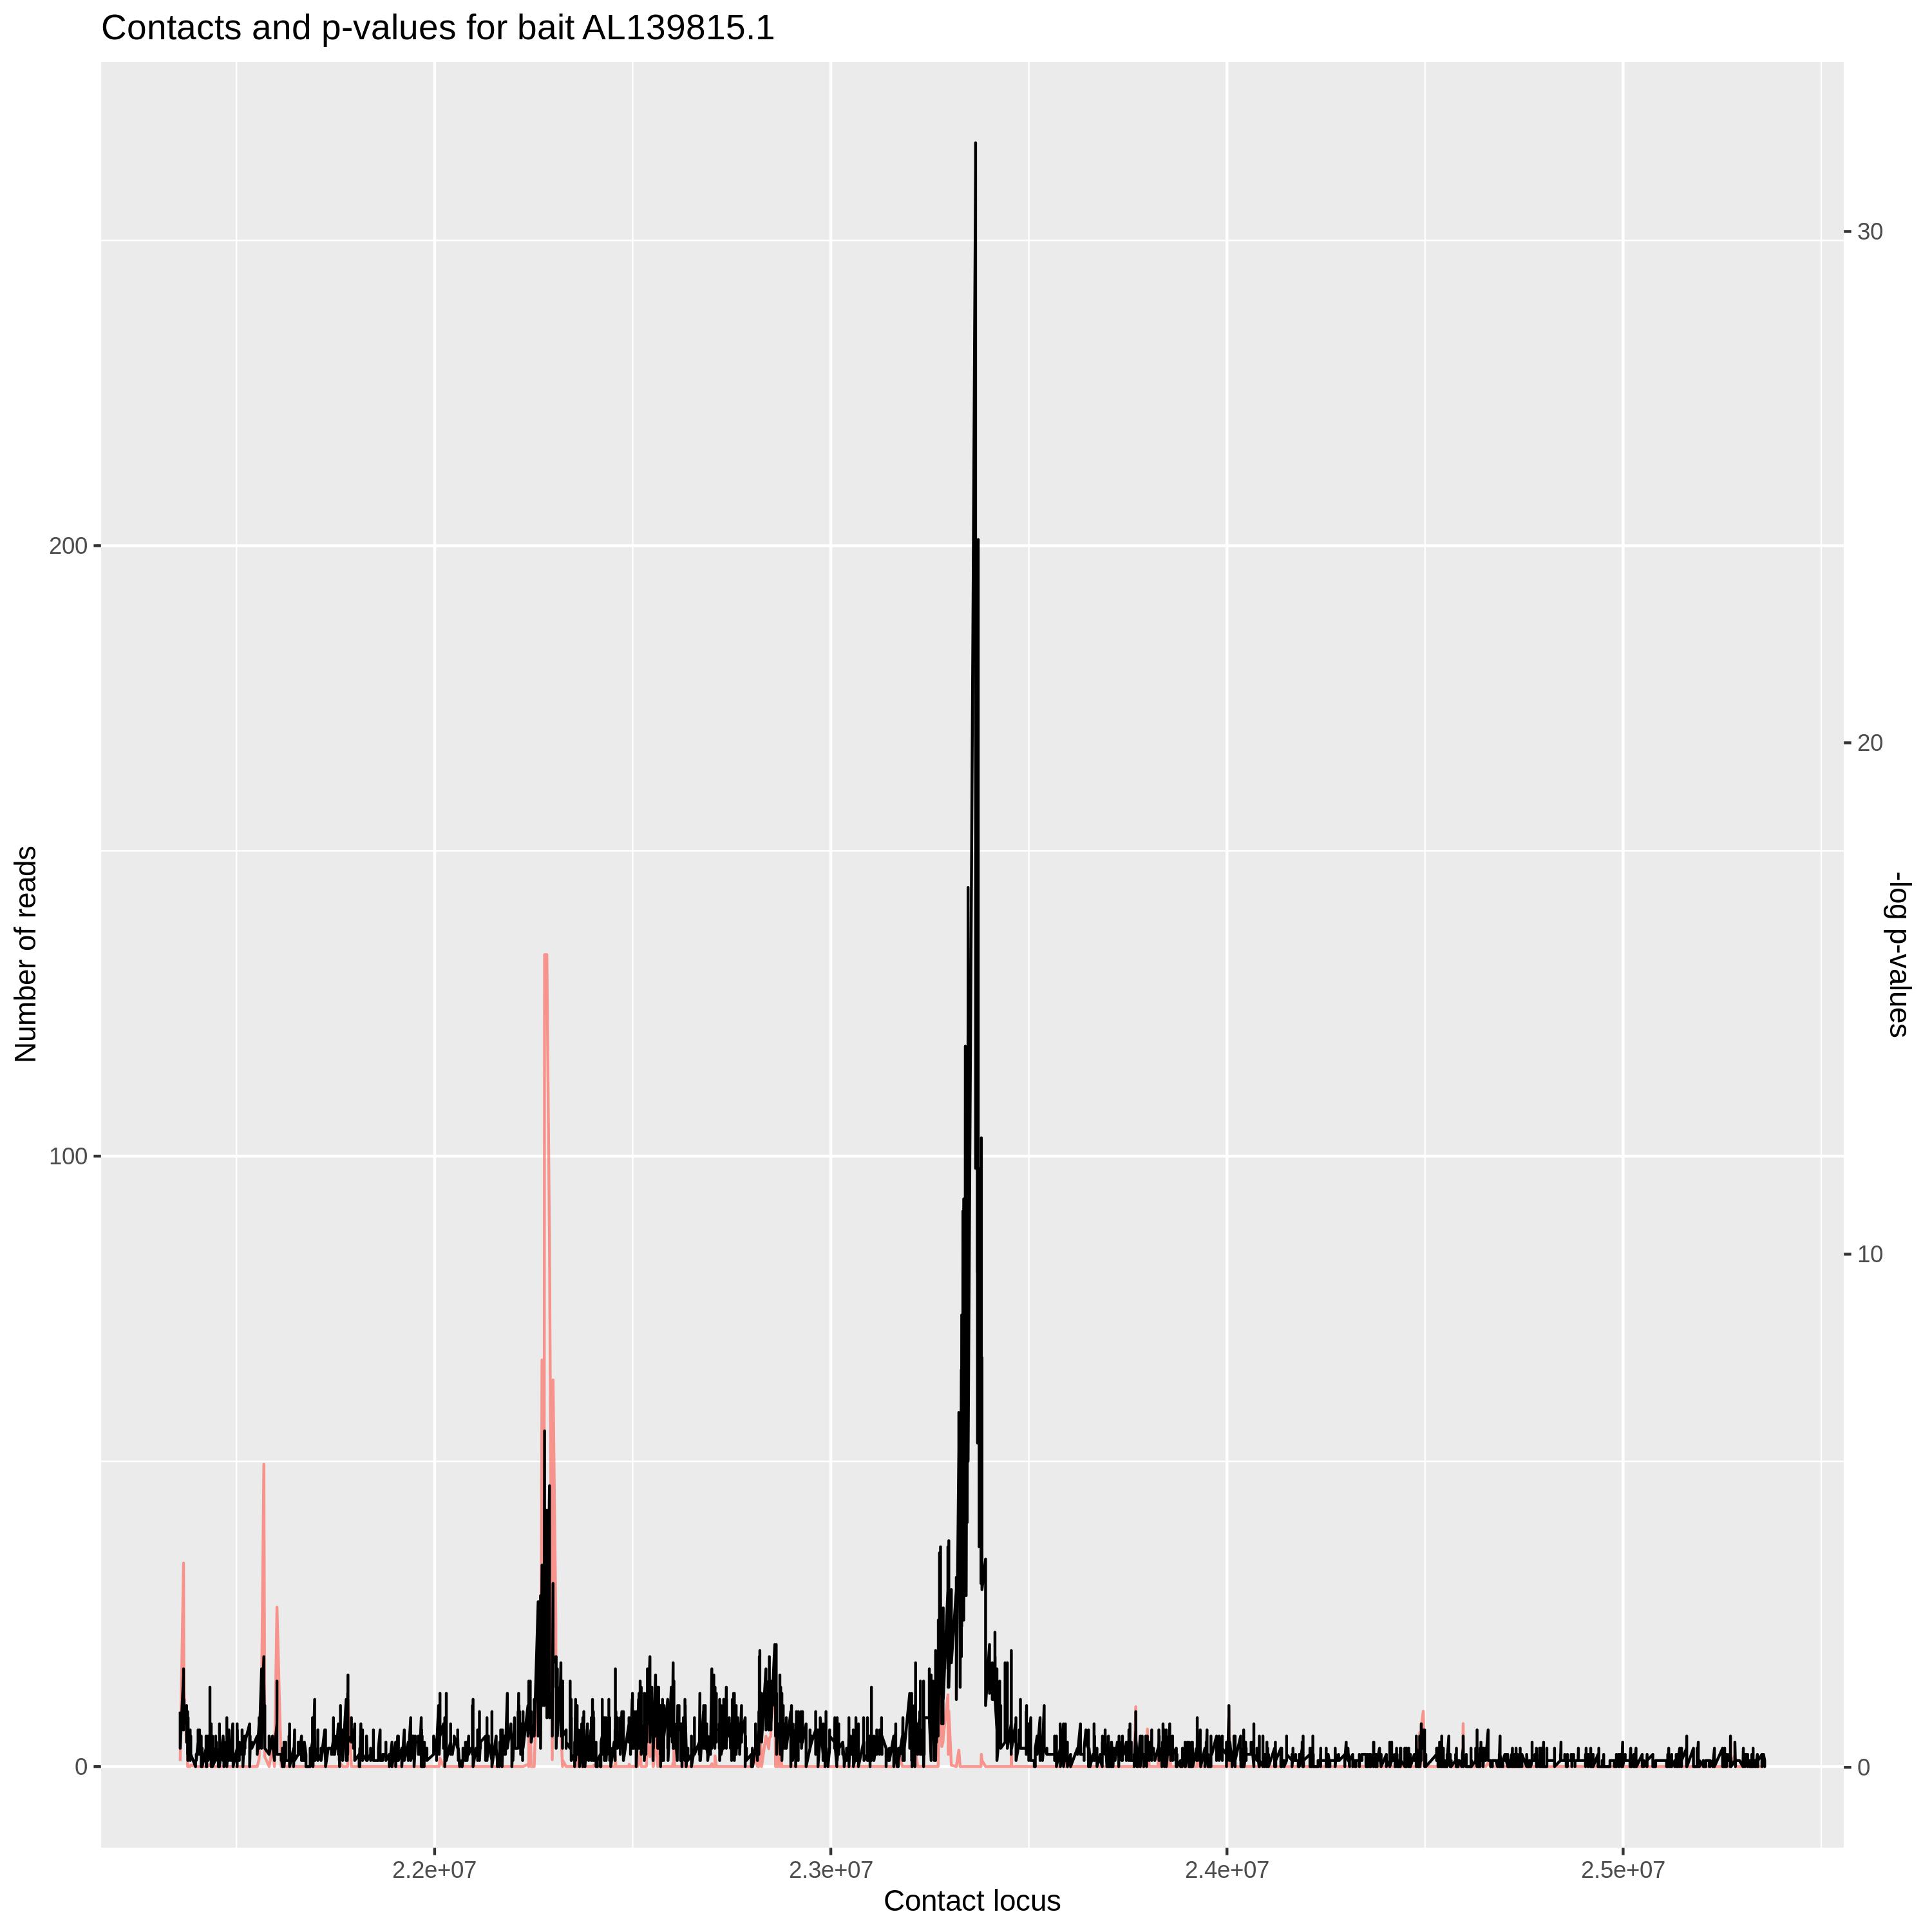 Contacts and p-values for bait AL139815.1
30
200
20
Number of reads
-log p-values
100
10
0
0
2.2e+07
2.3e+07
2.4e+07
2.5e+07
Contact locus